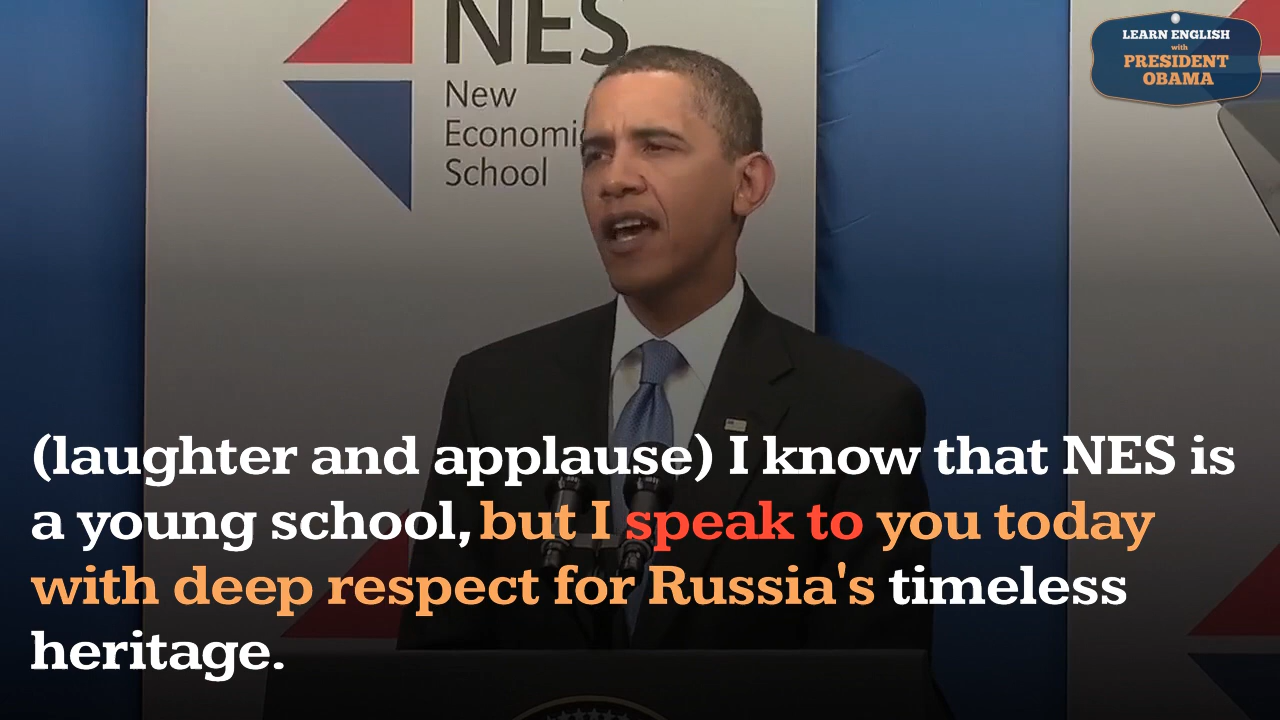 NES
New
Economic
School
LEARN ENGLISH
with
PRESIDENT
OBAMA
(laughter and applause) I know that NES is
a young school, but I speak to you today
with deep respect for Russia's timeless
heritage.